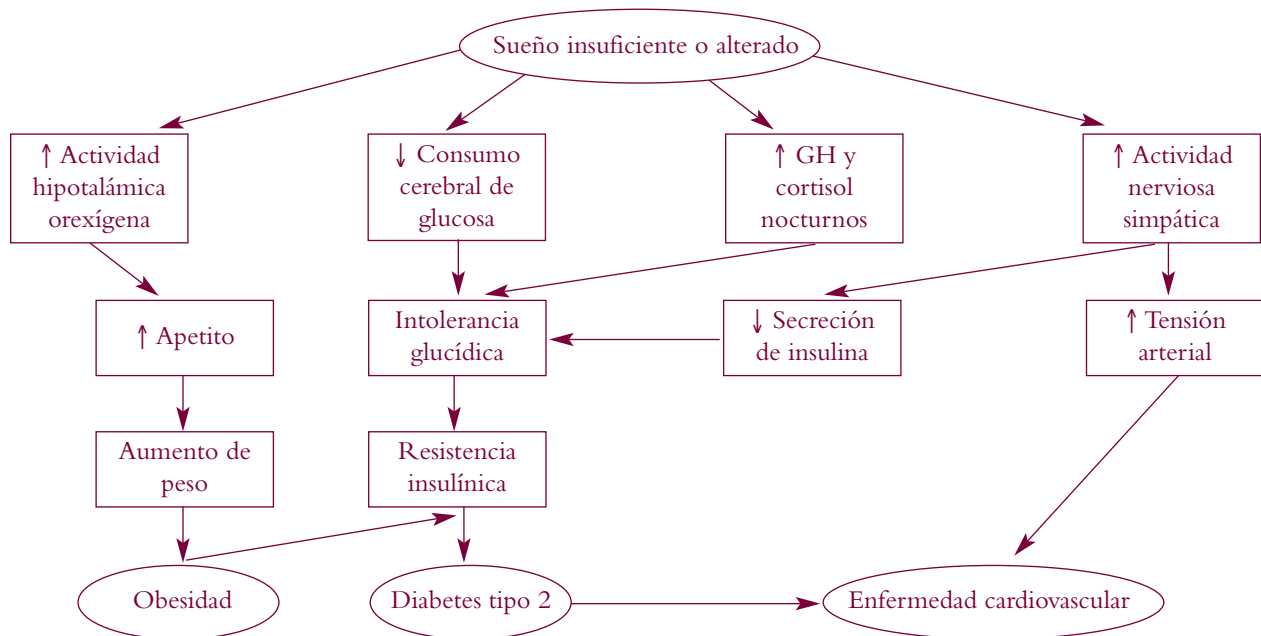 Sueño insuficiente o alterado
↑ Actividad
hipotalámica
orexígena
↓ Consumo
cerebral de
glucosa
↑ GH y
cortisol
nocturnos
↑ Actividad
nerviosa
simpática
↑ Apetito
Intolerancia
glucídica
↓ Secreción
de insulina
↑ Tensión
arterial
Aumento de
peso
Resistencia
insulínica
Obesidad
Diabetes tipo 2
Enfermedad cardiovascular